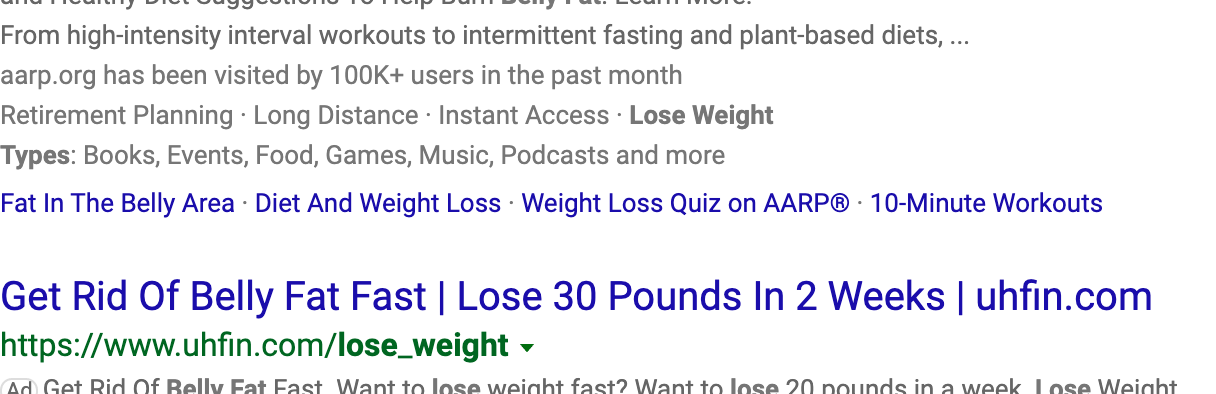 and Healthy Diet Suggestions To Help Burn Belly Fat. Learn More.
From high-intensity interval workouts to intermittent fasting and plant-based diets, ...
aarp.org has been visited by 100K+ users in the past month
Retirement Planning · Long Distance · Instant Access · Lose Weight
Types: Books, Events, Food, Games, Music, Podcasts and more
Fat In The Belly Area · Diet And Weight Loss · Weight Loss Quiz on AARP® · 10-Minute Workouts
Get Rid Of Belly Fat Fast | Lose 30 Pounds In 2 Weeks | uhfin.com
https://www.uhfin.com/lose_weight
Ad Get Rid Of Belly Fat Fast. Want to lose weight fast? Want to lose 20 pounds in a week. Lose Weight